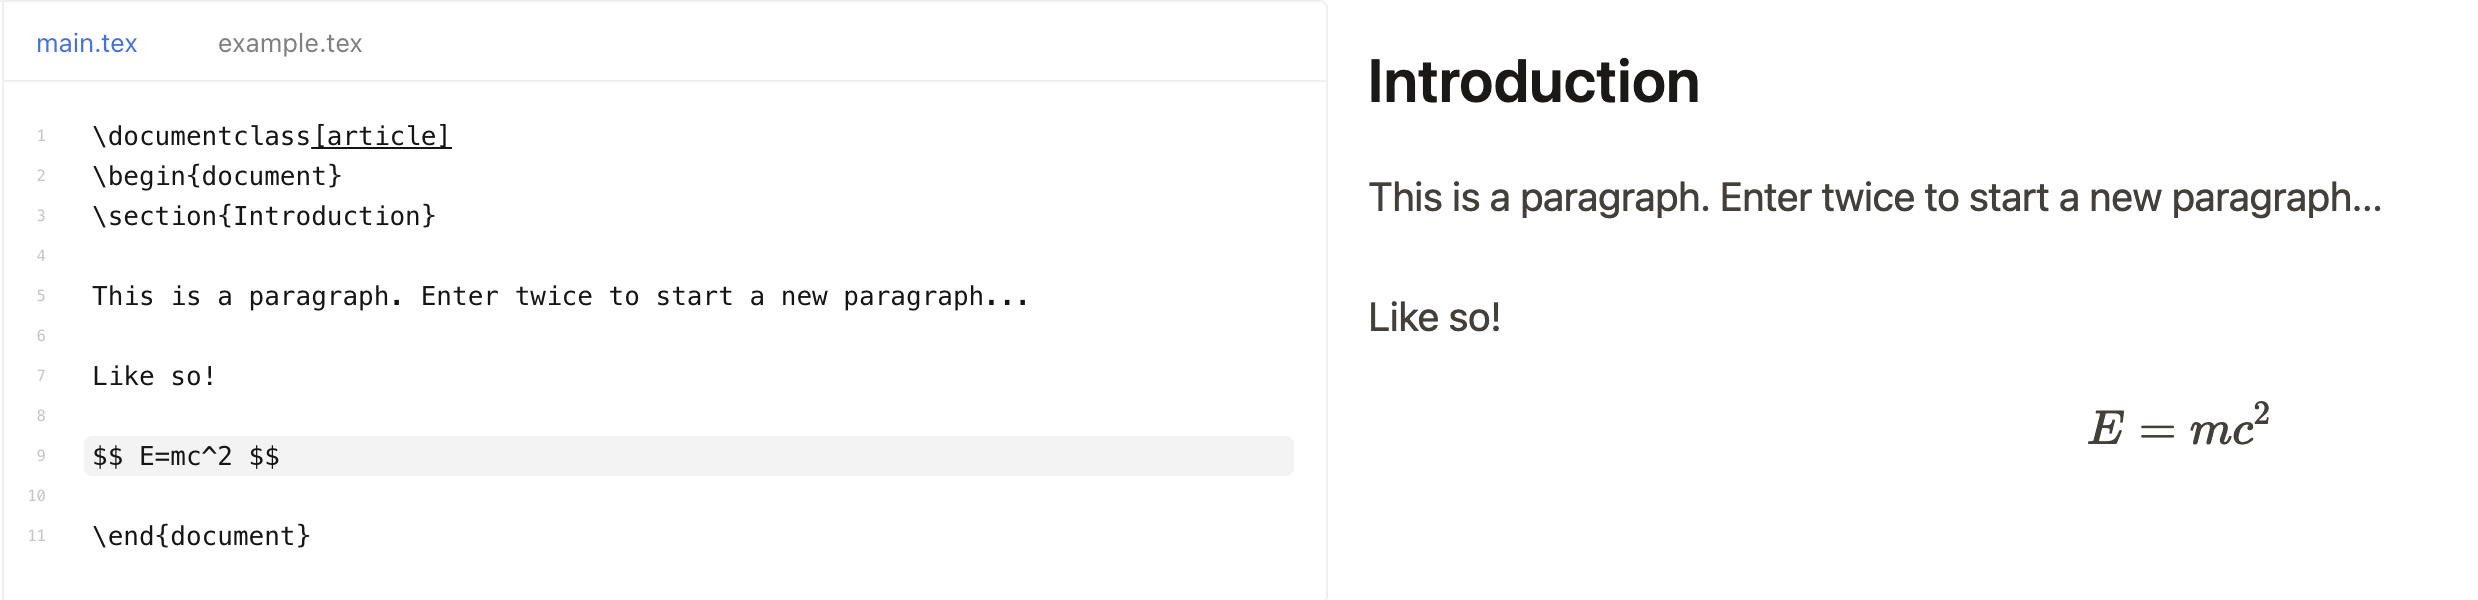 main.tex example.tex
1 \documentclass[article]
2 \begin{document}
3 \section{Introduction}
4
5 This is a paragraph. Enter twice to start a new paragraph...
6
7 Like so!
8
9 $$ E=mc^2 $$
10
11 \end{document}
Introduction
This is a paragraph. Enter twice to start a new paragraph...
Like so!
E = mc²